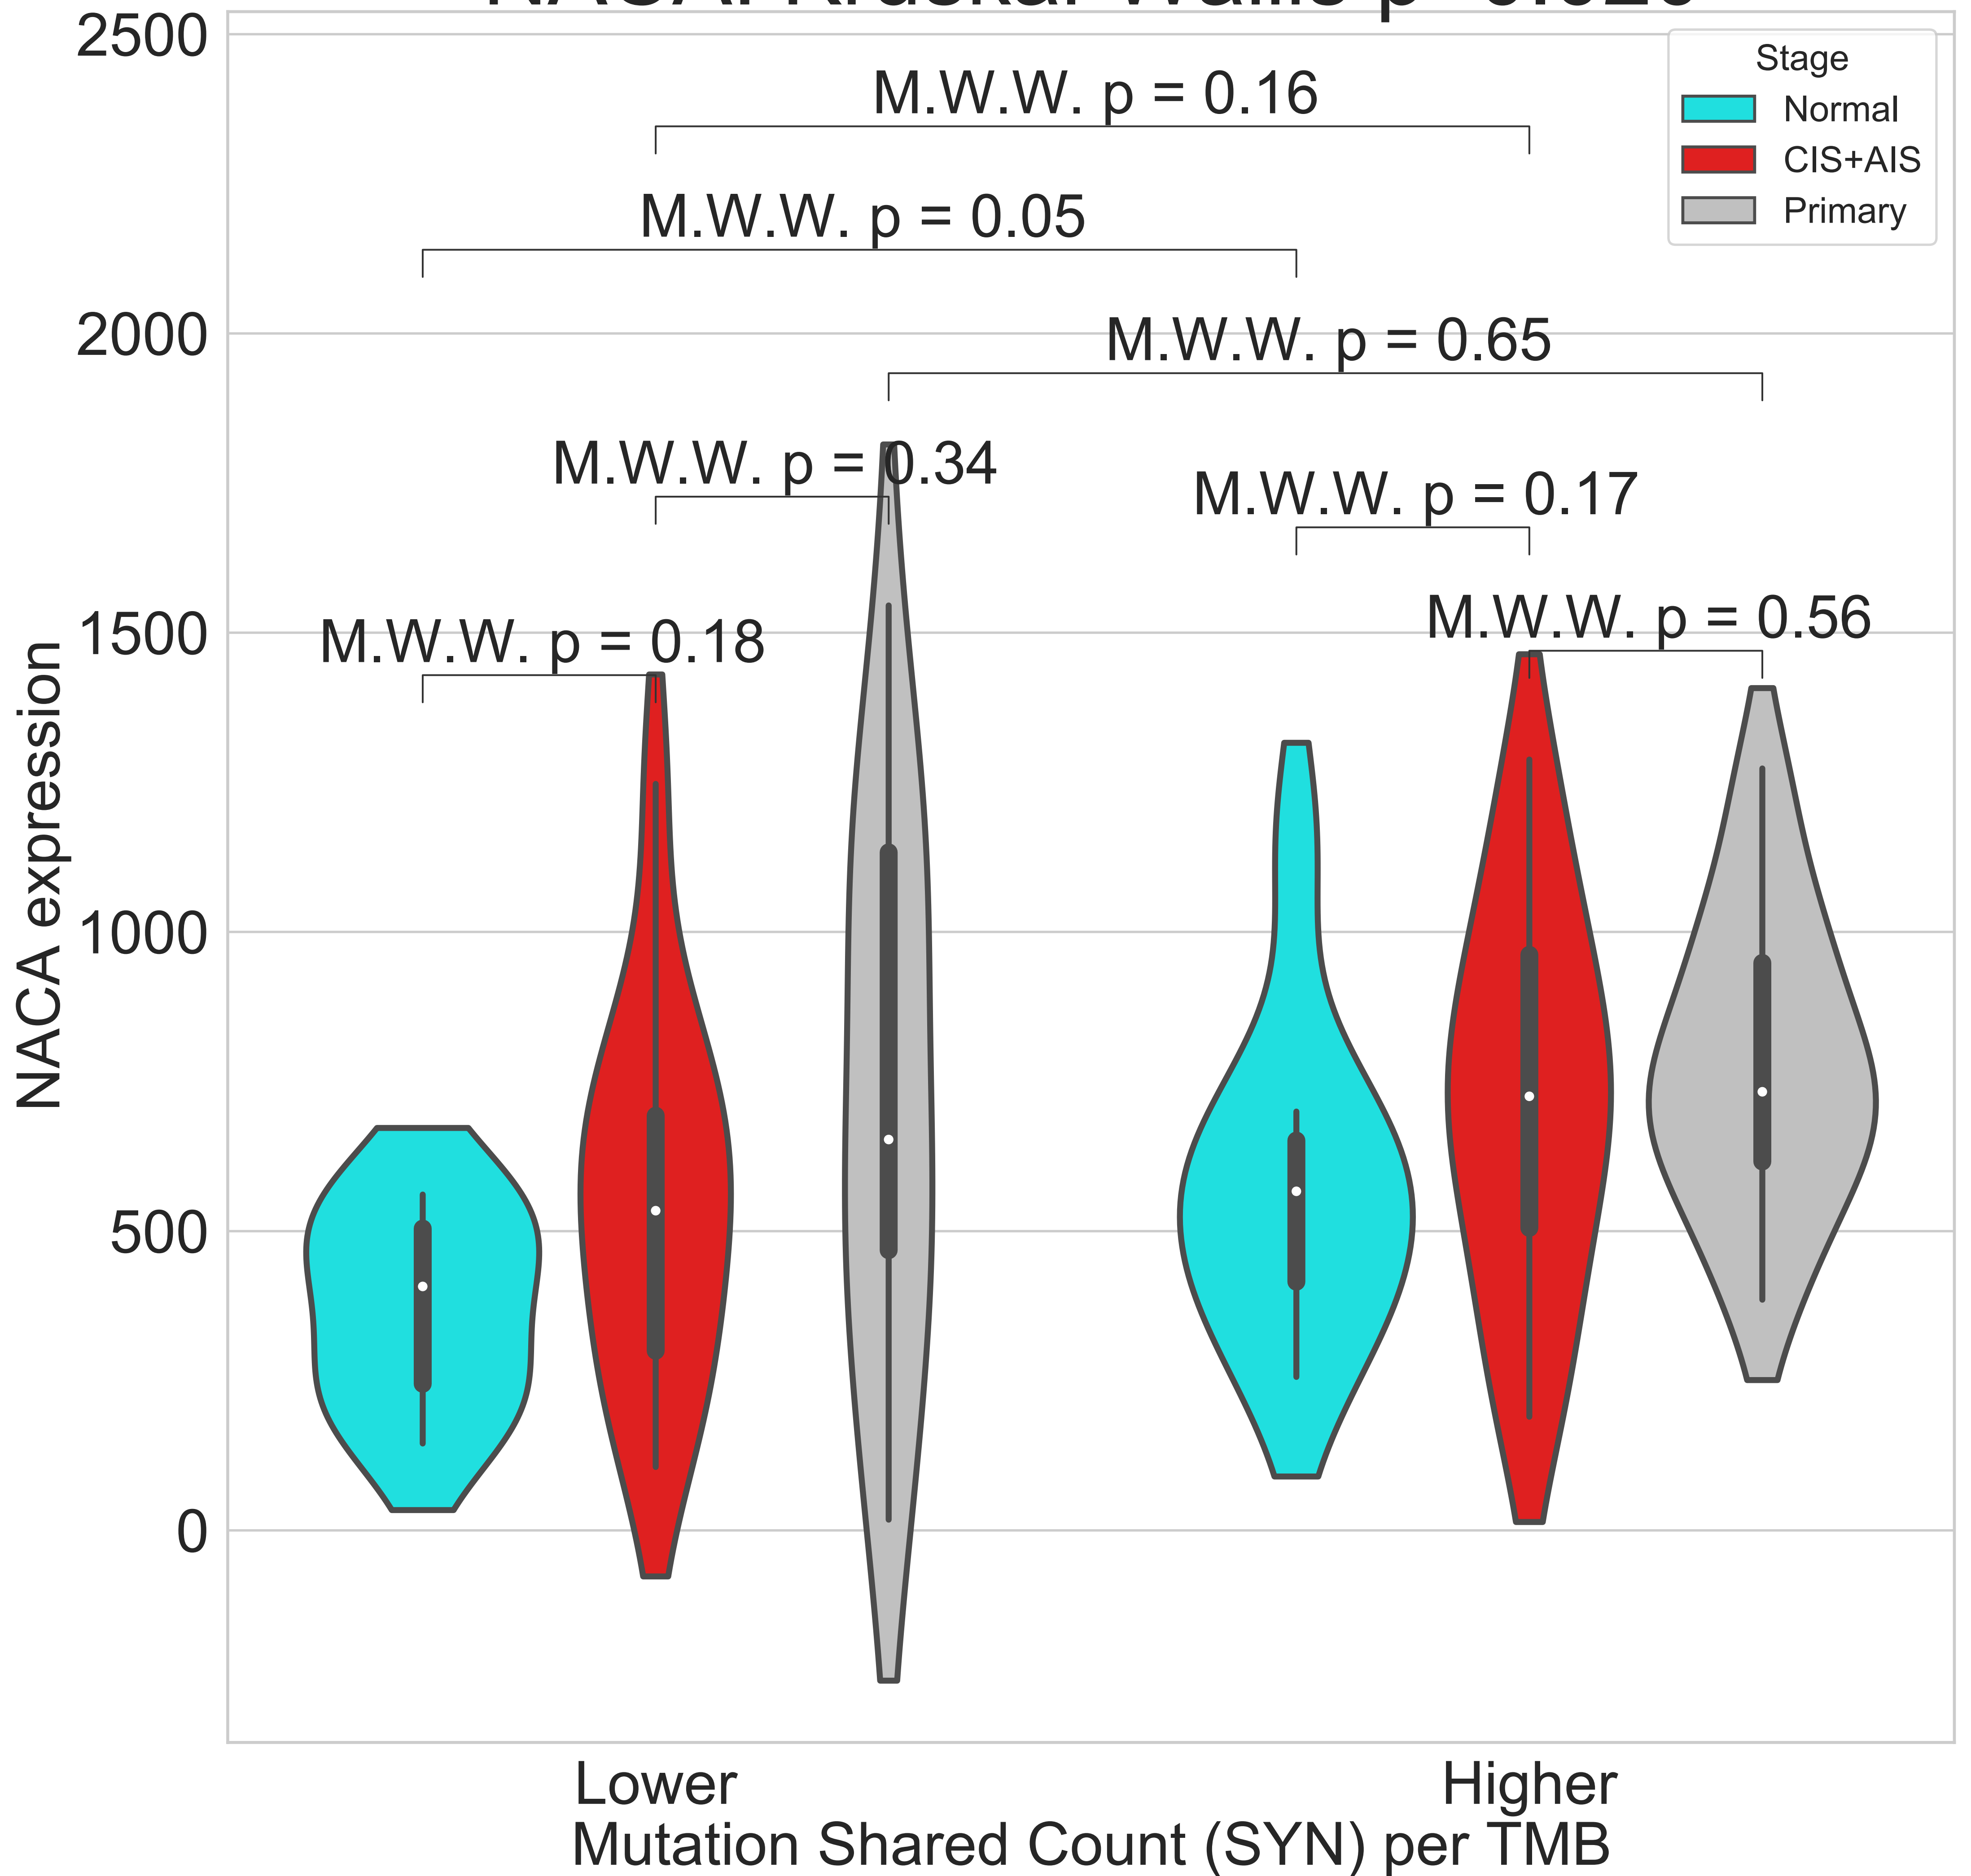 2500
Stage
Normal
CIS+AIS
Primary
M.W.W. p = 0.16
M.W.W. p = 0.05
2000
M.W.W. p = 0.65
M.W.W. p = 0.34
M.W.W. p = 0.17
1500
M.W.W. p = 0.18
M.W.W. p = 0.56
NACA expression
1000
500
0
Lower
Higher
Mutation Shared Count (SYN) per TMB